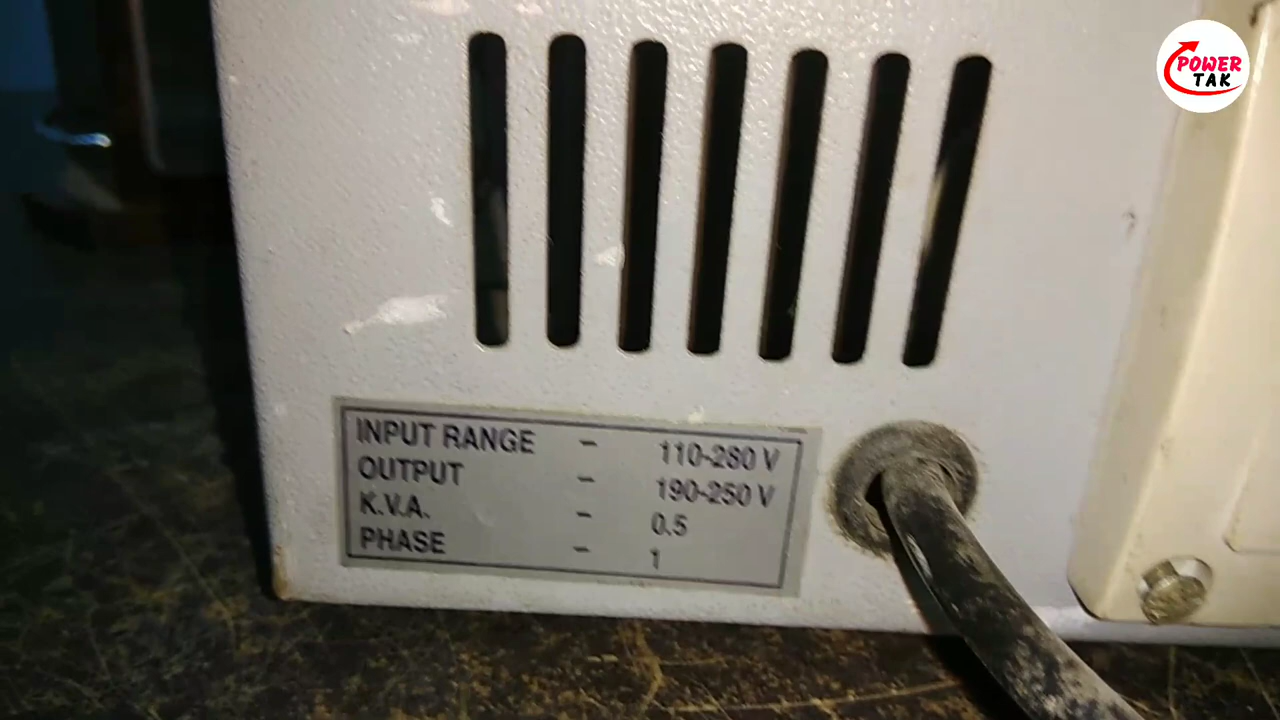 POWER
TAK
INPUT RANGE - 110-280 V
OUTPUT - 190-250 V
K.V.A. - 0.5
PHASE - 1